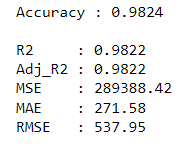 Accuracy : 0.9824
R2 : 0.9822
Adj_R2 : 0.9822
MSE : 289388.42
MAE : 271.58
RMSE : 537.95